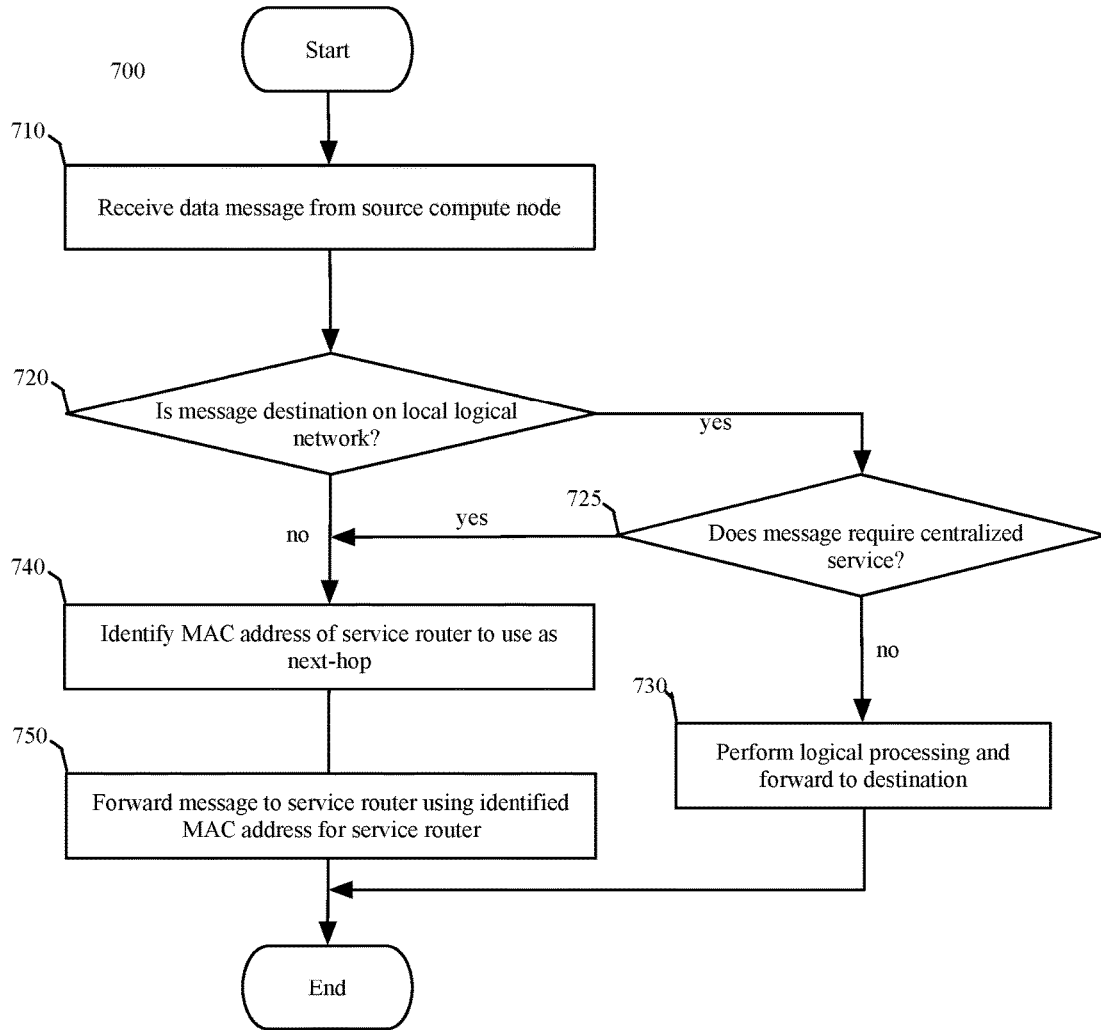 Start
700
710
Receive data message from source compute node
720
Is message destination on local logical
network?
yes
725
yes
Does message require centralized
service?
no
740
Identify MAC address of service router to use as
next-hop
no
730
Perform logical processing and
forward to destination
750
Forward message to service router using identified
MAC address for service router
End